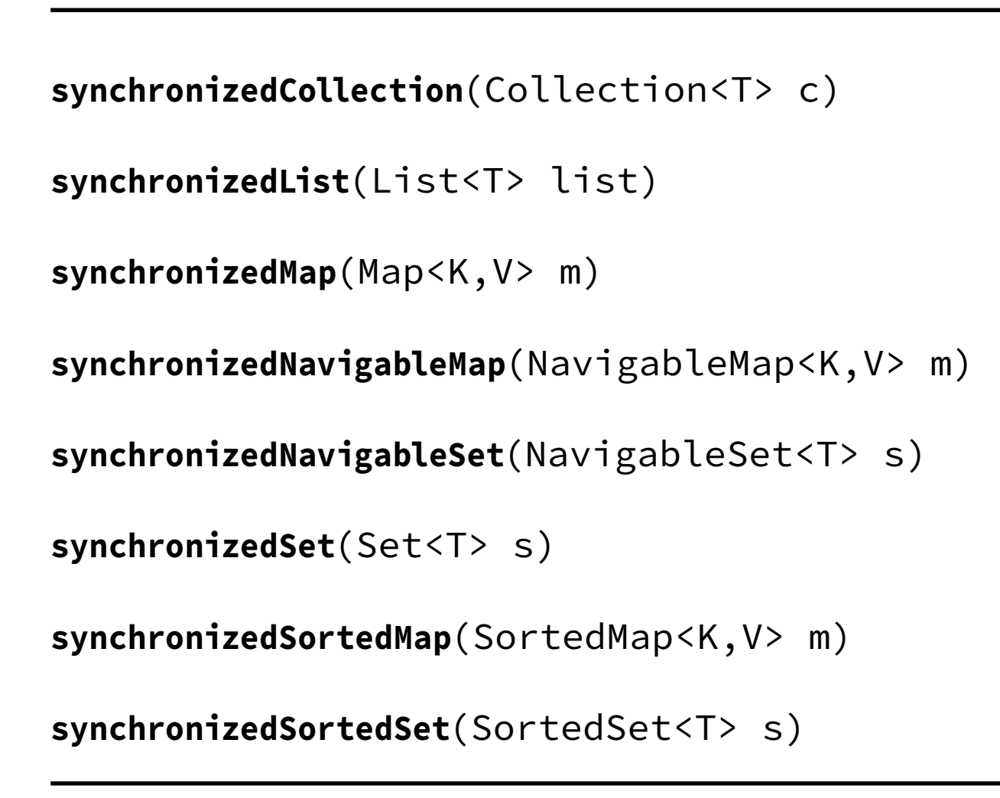 synchronizedCollection(Collection<T> c)
synchronizedList(List<T> list)
synchronizedMap(Map<K,V> m)
synchronizedNavigableMap(NavigableMap<K,V> m)
synchronizedNavigableSet(NavigableSet<T> s)
synchronizedSet(Set<T> s)
synchronizedSortedMap(SortedMap<K,V> m)
synchronizedSortedSet(SortedSet<T> s)